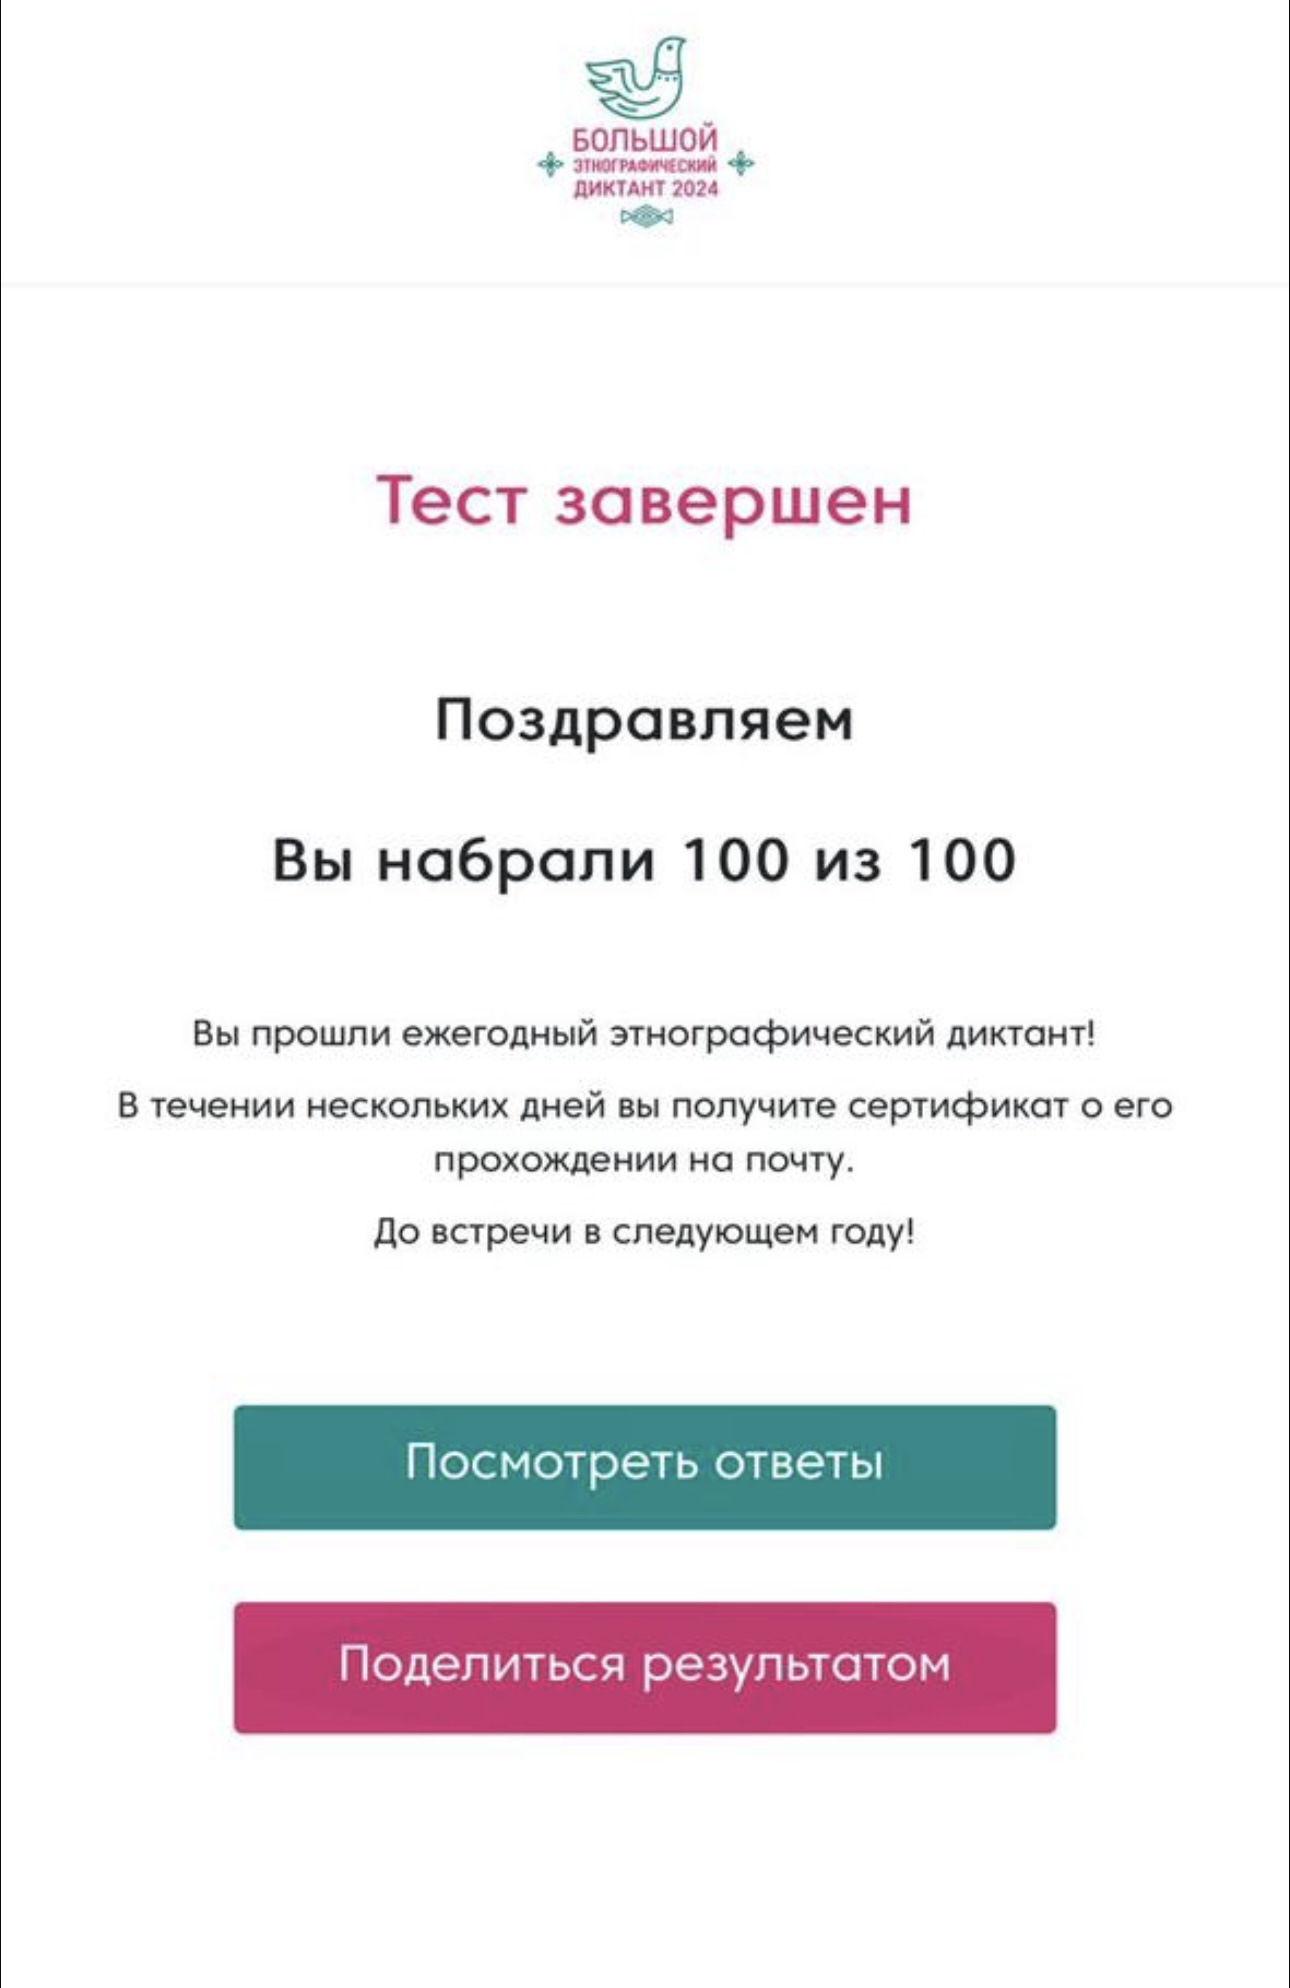 БОЛЬШОЙ
ЭТНОГРАФИЧЕСКИЙ
ДИКТАНТ 2024
Тест завершен
Поздравляем
Вы набрали 100 из 100
Вы прошли ежегодный этнографический диктант!
В течении нескольких дней вы получите сертификат о его
прохождении на почту.
До встречи в следующем году!
Посмотреть ответы
Поделиться результатом